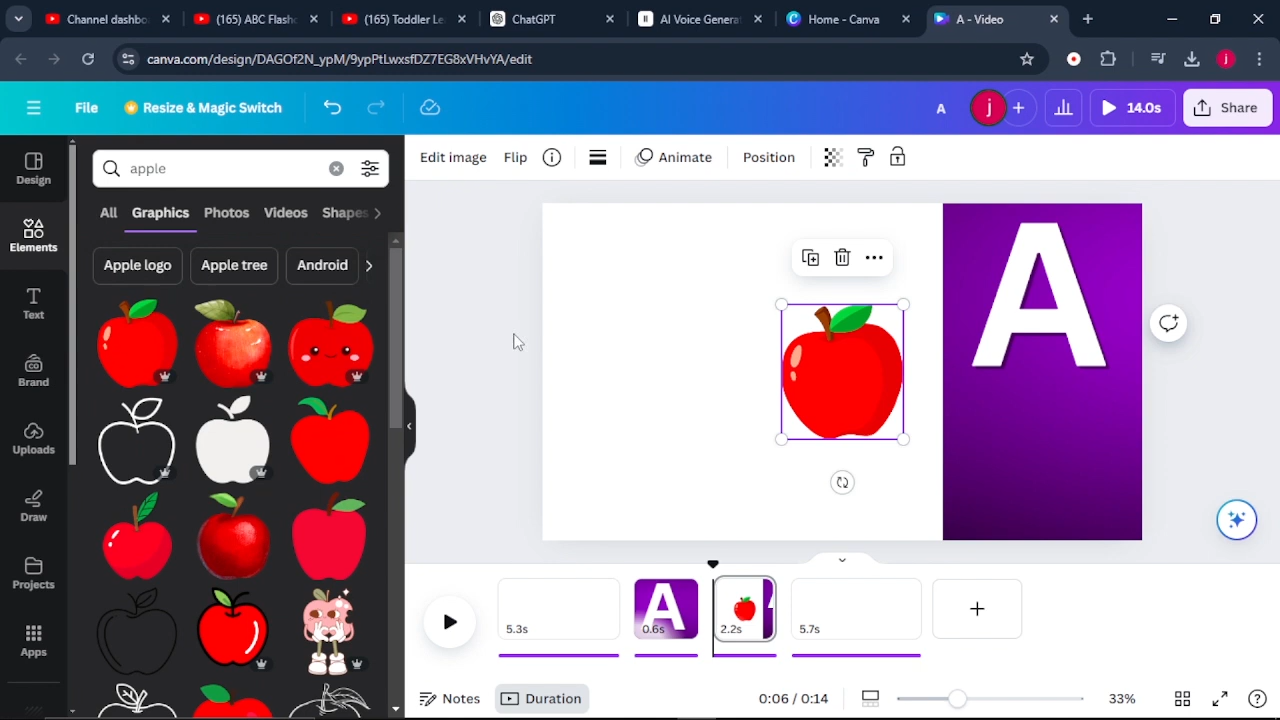 Channel dashbo
(165) ABC Flash
(165) Toddler Le
ChatGPT
AI Voice Genera
Home - Canva
A - Video
canva.com/design/DAGOf2N_ypM/9ypPtLwxsfDZ7EG3xVHvYA/edit
j
File
Resize & Magic Switch
A
j
14.0s
Share
Design
Elements
Text
Brand
Uploads
Draw
Projects
Apps
apple
All
Graphics
Photos
Videos
Shapes
Apple logo
Apple tree
Android
Edit image
Flip
Animate
Position
A
5.3s
A
0.6s
2.2s
5.7s
Notes
Duration
0:06 / 0:14
33%